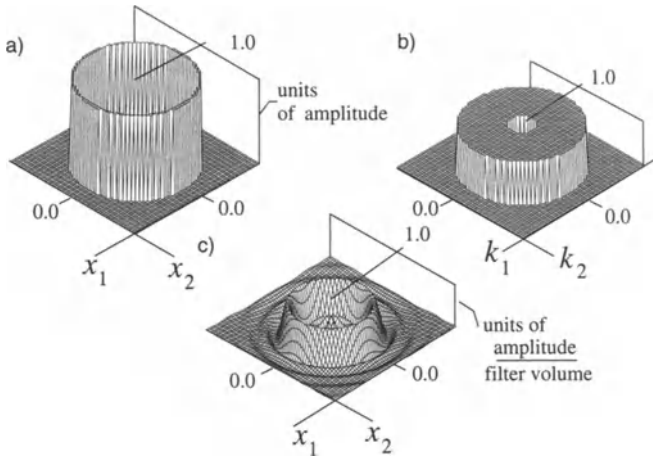 a)
1.0
units
of amplitude
0.0
0.0
x₁
x₂
b)
1.0
0.0
0.0
k₁
k₂
c)
1.0
units of
amplitude
filter volume
0.0
0.0
x₁
x₂